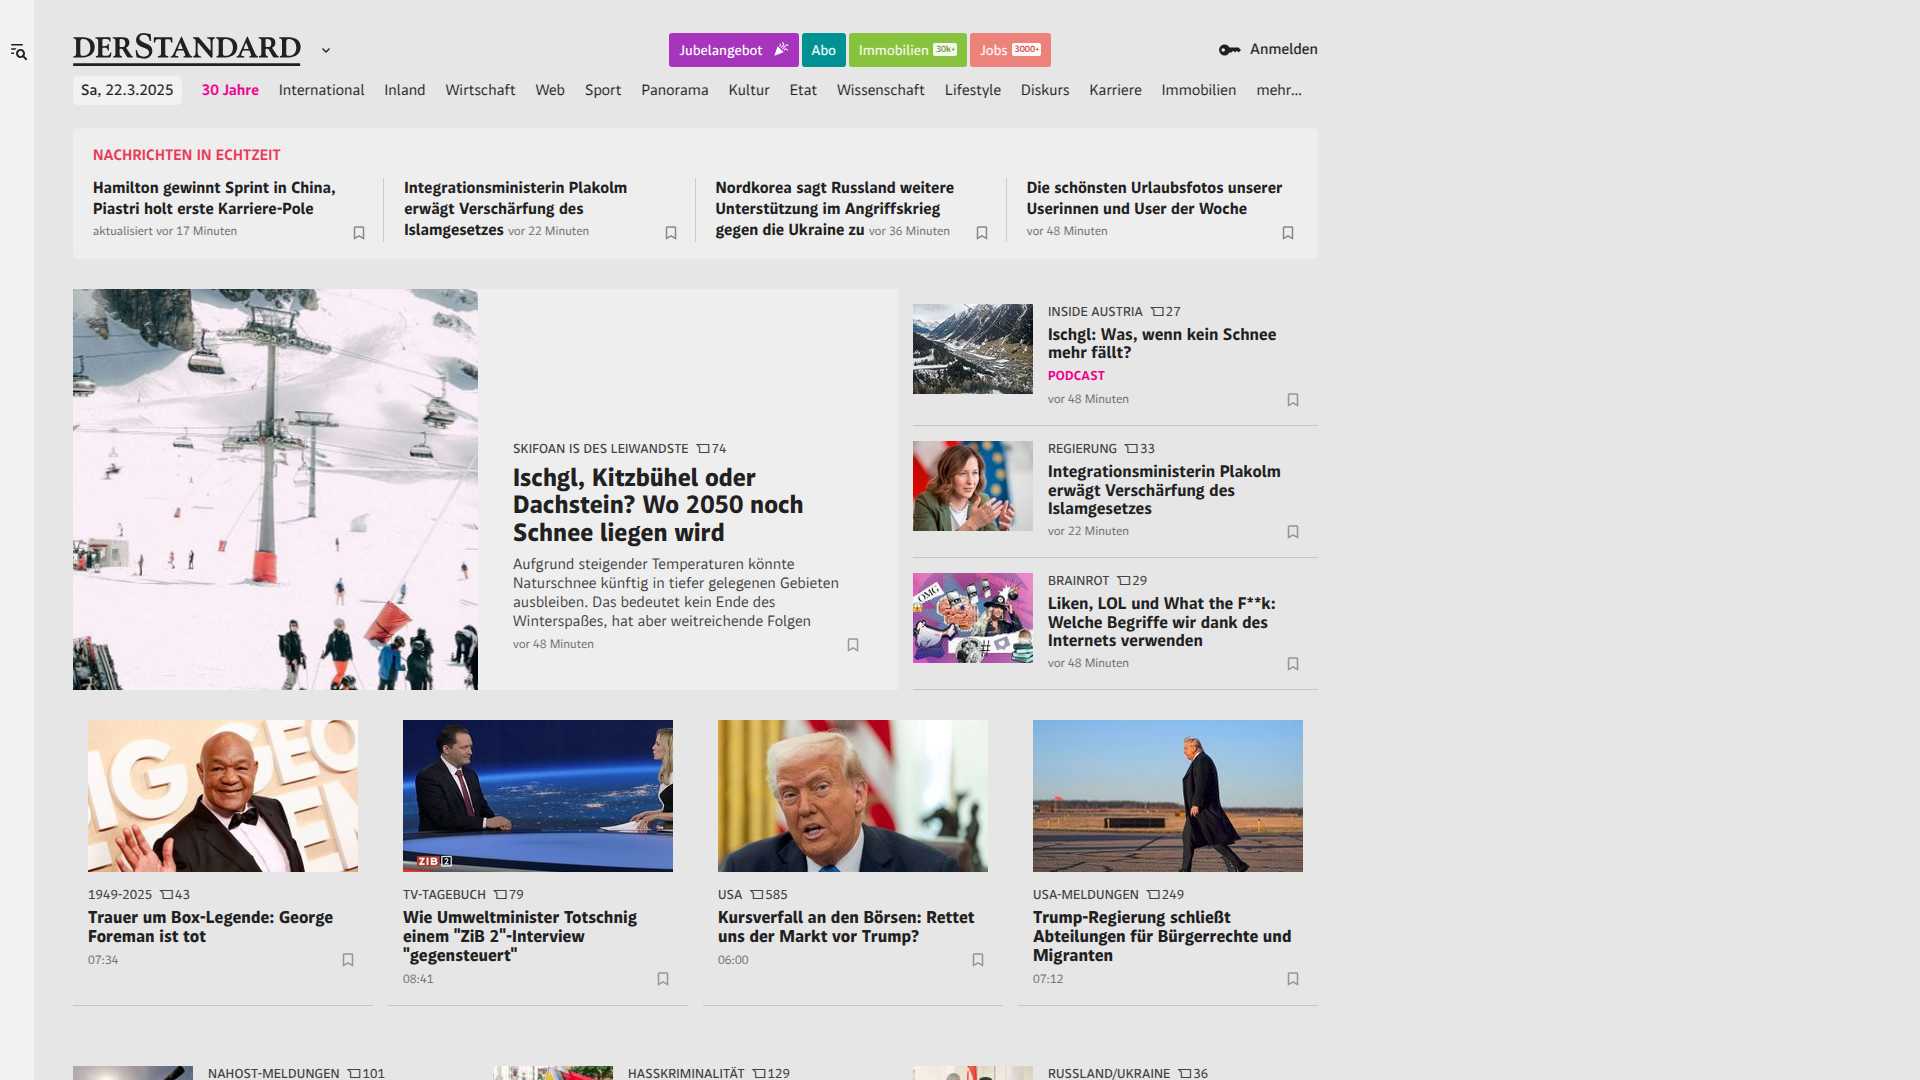 DERSTANDARD
Jubelangebot
Abo
Immobilien 30k+
Jobs 3000+
Anmelden
Sa, 22.3.2025
30 Jahre
International
Inland
Wirtschaft
Web
Sport
Panorama
Kultur
Etat
Wissenschaft
Lifestyle
Diskurs
Karriere
Immobilien
mehr...
NACHRICHTEN IN ECHTZEIT
Hamilton gewinnt Sprint in China,
Piastri holt erste Karriere-Pole
aktualisiert vor 17 Minuten
Integrationsministerin Plakolm
erwägt Verschärfung des
Islamgesetzes vor 22 Minuten
Nordkorea sagt Russland weitere
Unterstützung im Angriffskrieg
gegen die Ukraine zu vor 36 Minuten
Die schönsten Urlaubsfotos unserer
Userinnen und User der Woche
vor 48 Minuten
SKIFOAN IS DES LEIWANDSTE 74
Ischgl, Kitzbühel oder
Dachstein? Wo 2050 noch
Schnee liegen wird
Aufgrund steigender Temperaturen könnte
Naturschnee künftig in tiefer gelegenen Gebieten
ausbleiben. Das bedeutet kein Ende des
Winterspaßes, hat aber weitreichende Folgen
vor 48 Minuten
INSIDE AUSTRIA 27
Ischgl: Was, wenn kein Schnee
mehr fällt?
PODCAST
vor 48 Minuten
REGIERUNG 33
Integrationsministerin Plakolm
erwägt Verschärfung des
Islamgesetzes
vor 22 Minuten
OMG
#
BRAINROT 29
Liken, LOL und What the F**k:
Welche Begriffe wir dank des
Internets verwenden
vor 48 Minuten
1949-2025 43
Trauer um Box-Legende: George
Foreman ist tot
07:34
ZIB 2
TV-TAGEBUCH 79
Wie Umweltminister Totschnig
einem "ZiB 2"-Interview
"gegensteuert"
08:41
USA 585
Kursverfall an den Börsen: Rettet
uns der Markt vor Trump?
06:00
USA-MELDUNGEN 249
Trump-Regierung schließt
Abteilungen für Bürgerrechte und
Migranten
07:12
NAHOST-MELDUNGEN 101
HASSKRIMINALITÄT 129
RUSSLAND/UKRAINE 36